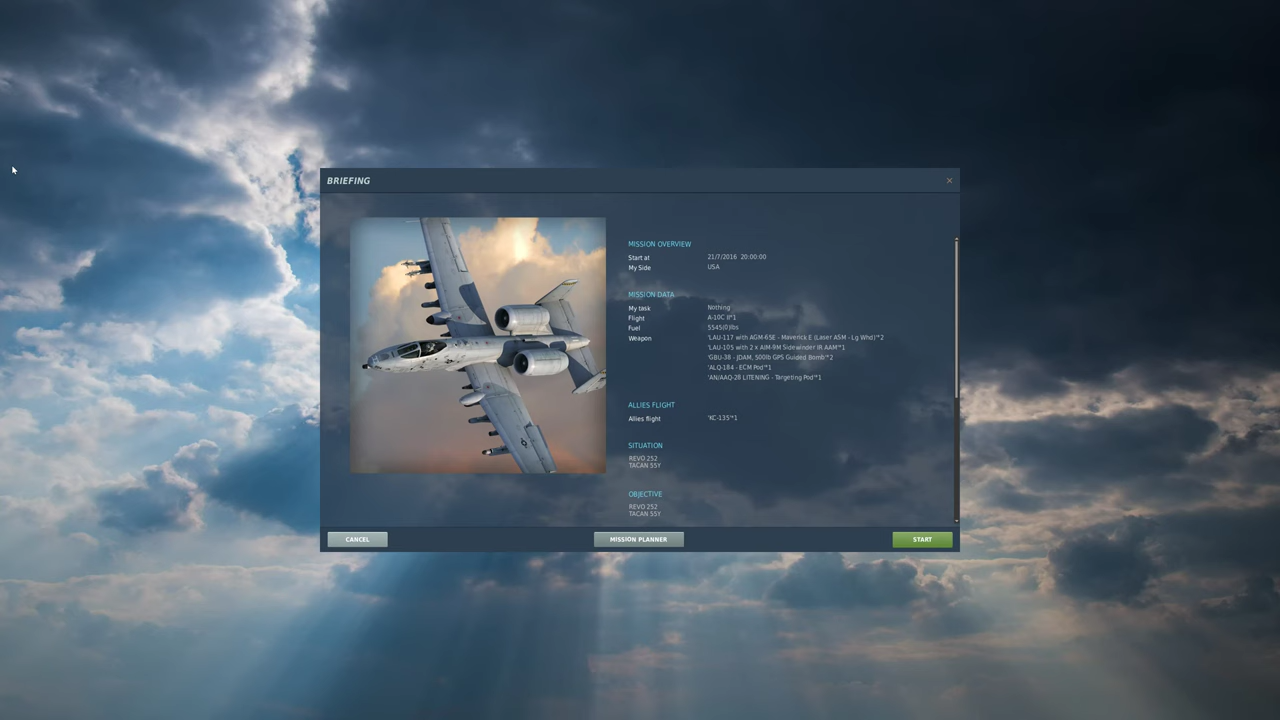 BRIEFING
MISSION OVERVIEW
Start at 21/7/2016 20:00:00
My Side USA
MISSION DATA
My task Nothing
Flight A-10C II*1
Fuel 5545(0)lbs
Weapon 'LAU-117 with AGM-65E - Maverick E (Laser ASM - Lg Whd)'*2
'LAU-105 with 2 x AIM-9M Sidewinder IR AAM'*1
'GBU-38 - JDAM, 500lb GPS Guided Bomb'*2
'ALQ-184 - ECM Pod'*1
'AN/AAQ-28 LITENING - Targeting Pod'*1
ALLIES FLIGHT
Allies flight 'KC-135'*1
SITUATION
REVO 252
TACAN 55Y
OBJECTIVE
REVO 252
TACAN 55Y
CANCEL MISSION PLANNER START